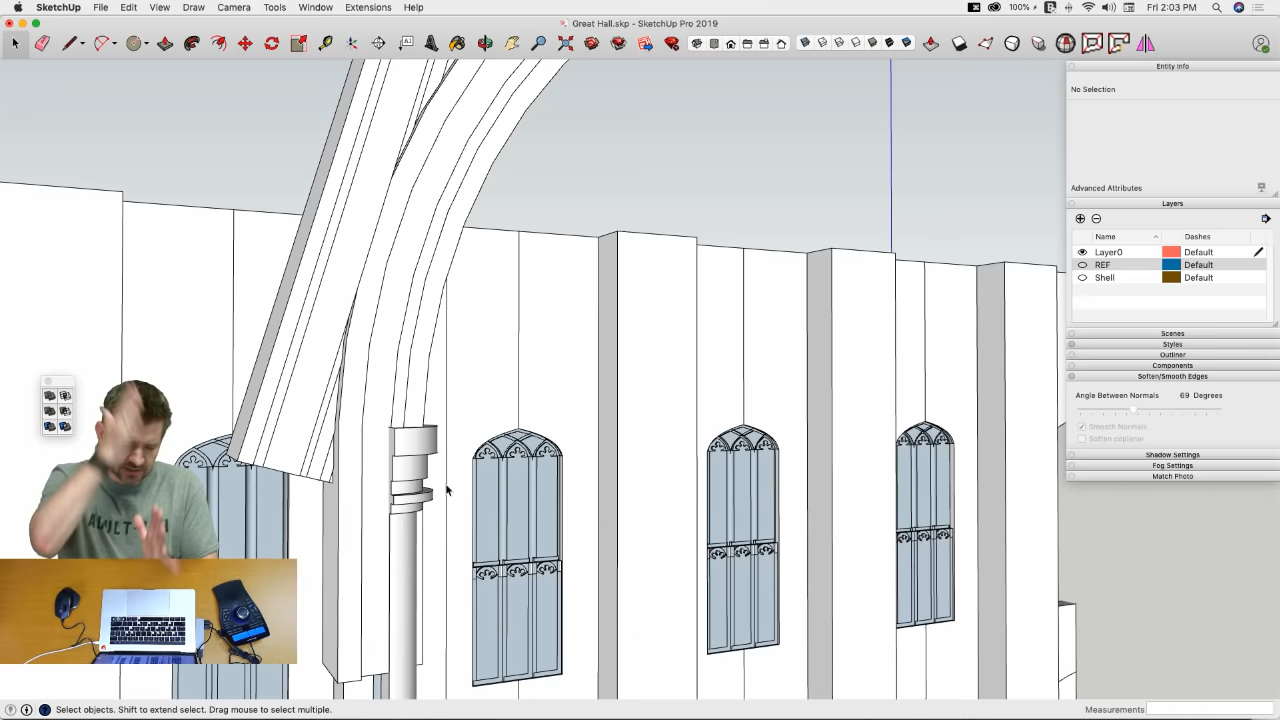 SketchUp File Edit View Draw Camera Tools Window Extensions Help
100% Fri 2:03 PM
Great Hall.skp - SketchUp Pro 2019
Entity Info
No Selection
Advanced Attributes
Layers
Name Dashes
Layer0 Default
REF Default
Shell Default
Scenes
Styles
Outliner
Components
Soften/Smooth Edges
Angle Between Normals 69 Degrees
Smooth Normals
Soften coplanar
Shadow Settings
Fog Settings
Match Photo
Select objects. Shift to extend select. Drag mouse to select multiple.
Measurements